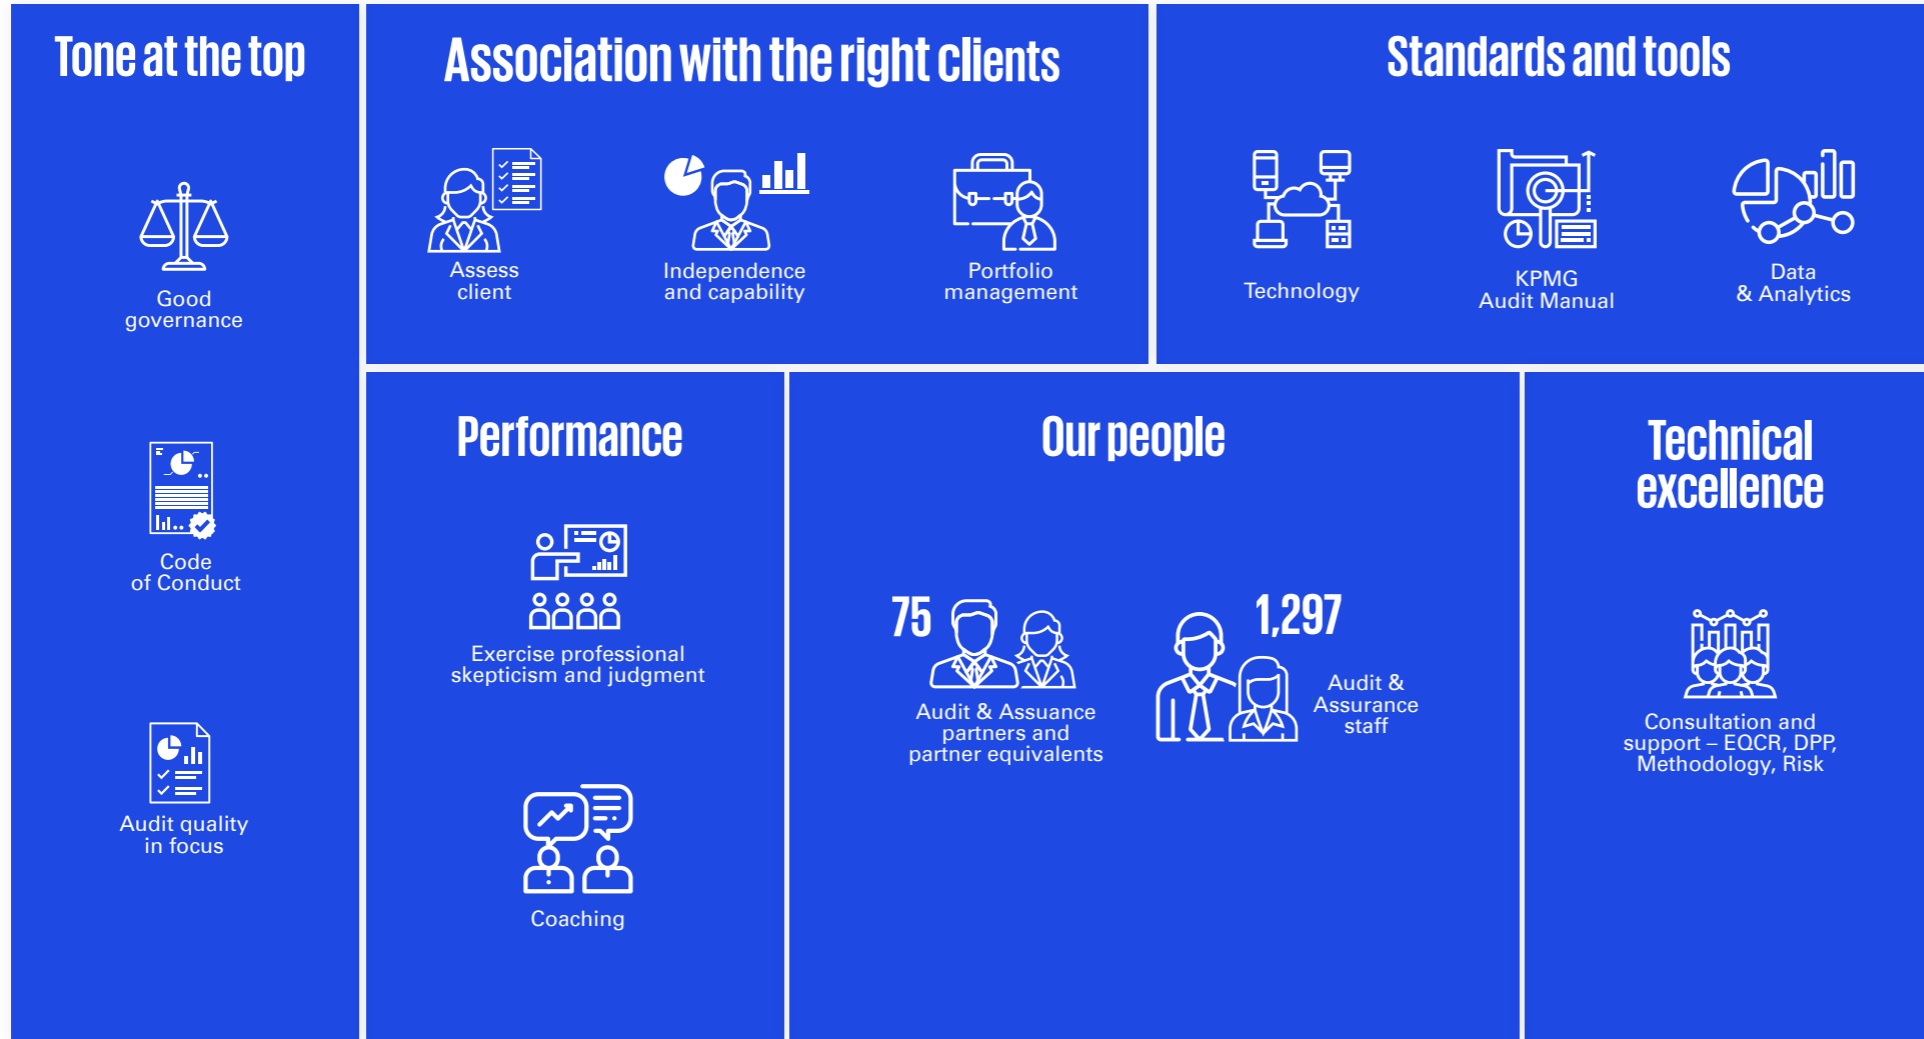 Tone at the top
Good
governance
Code
of Conduct
Audit quality
in focus
Association with the right clients
Assess
client
Independence
and capability
Portfolio
management
Standards and tools
Technology
KPMG
Audit Manual
Data
& Analytics
Performance
Exercise professional
skepticism and judgment
Coaching
Our people
75
Audit & Assuance
partners and
partner equivalents
1,297
Audit &
Assurance
staff
Technical
excellence
Consultation and
support – EQCR, DPP,
Methodology, Risk